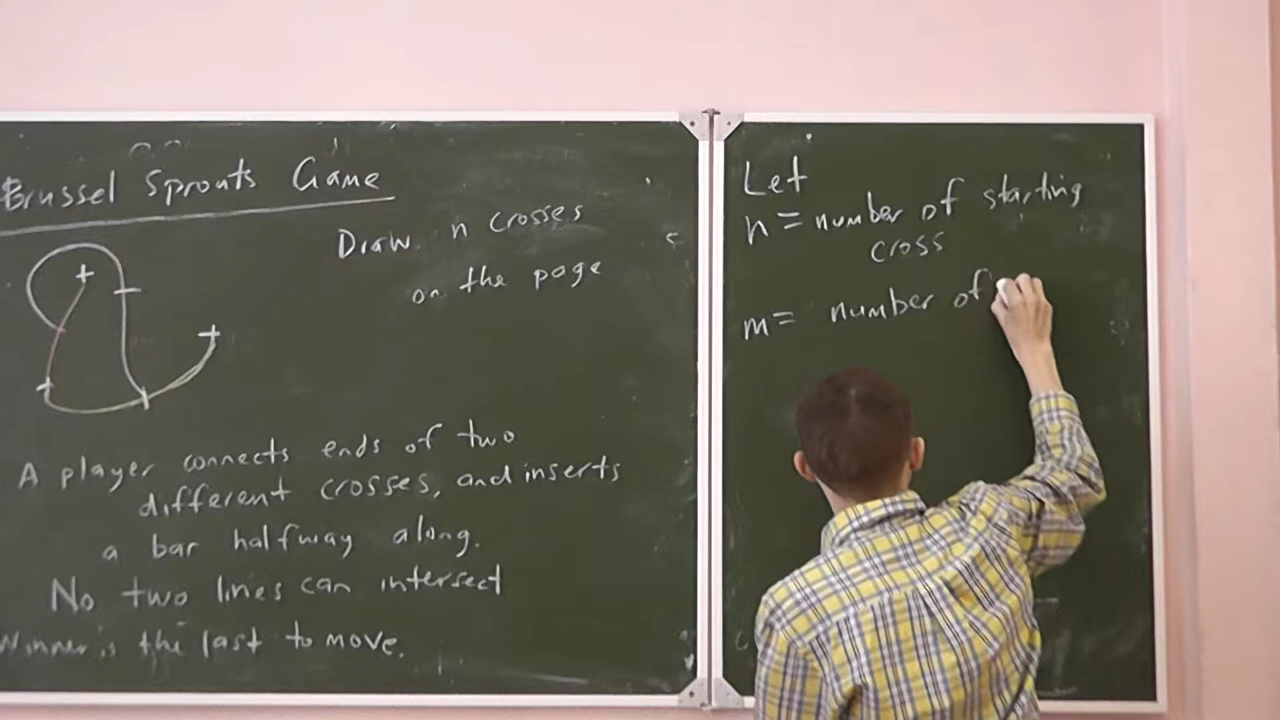 Brussel Sprouts Game
Draw n crosses
on the page
A player connects ends of two
different crosses, and inserts
a bar halfway along.
No two lines can intersect
Winner is the last to move.
Let
n = number of starting
cross
m = number of